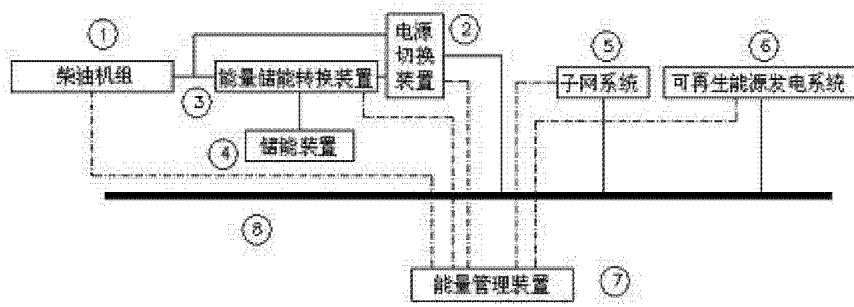 ①
柴油机组
③
能量储能转换装置
电源
切换
装置
②
④
储能装置
⑤
子网系统
⑥
可再生能源发电系统
⑧
能量管理装置
⑦